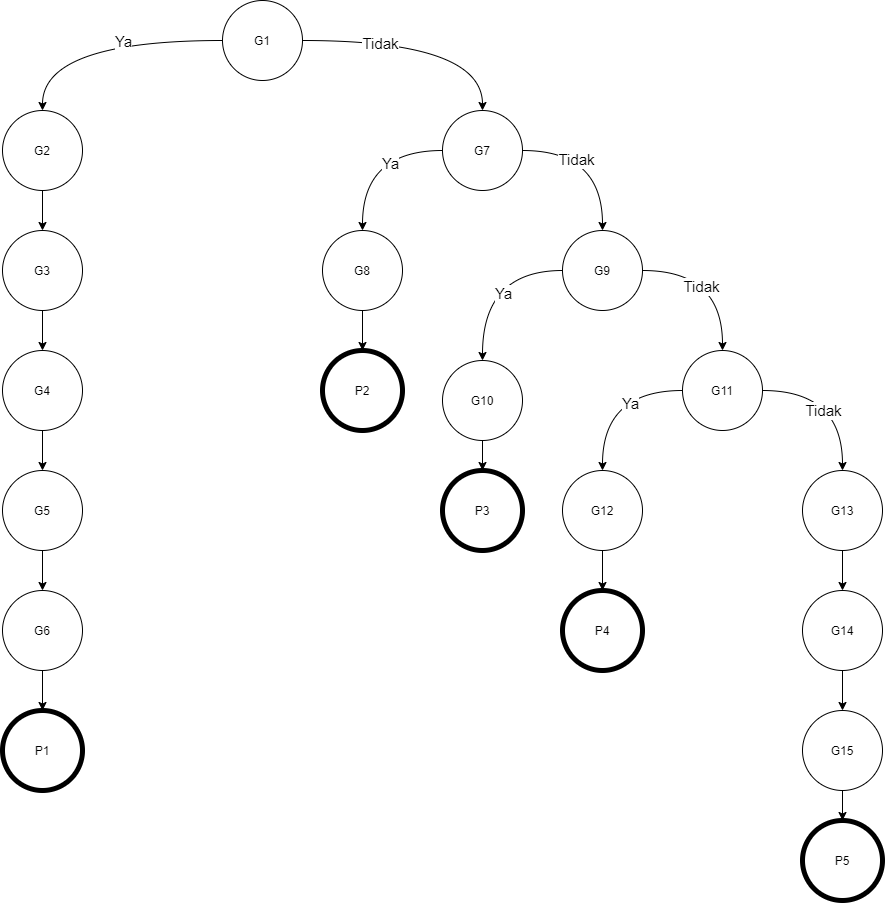 G1
Ya
Tidak
G2
G7
Ya
Tidak
G3
G8
G9
Ya
Tidak
G4
P2
G10
G11
Ya
Tidak
G5
P3
G12
G13
G6
P4
G14
P1
G15
P5